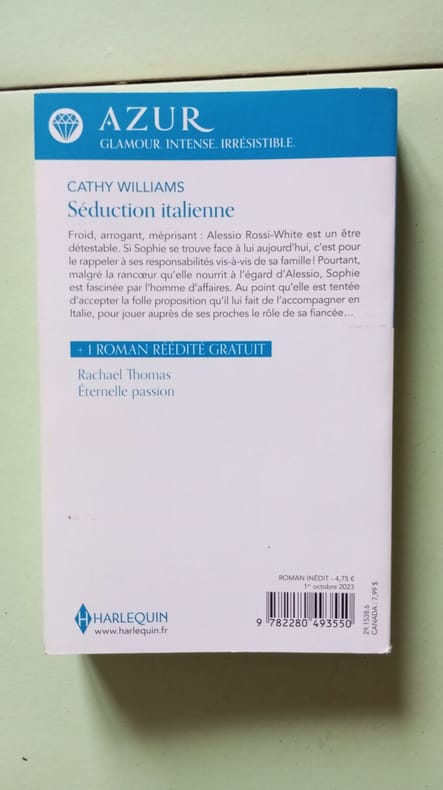 AZUR
GLAMOUR. INTENSE. IRRÉSISTIBLE.
CATHY WILLIAMS
Séduction italienne
Froid, arrogant, méprisant : Alessio Rossi-White est un être
détestable. Si Sophie se trouve face à lui aujourd'hui, c'est pour
le rappeler à ses responsabilités vis-à-vis de sa famille ! Pourtant,
malgré la rancœur qu'elle nourrit à l'égard d'Alessio, Sophie
est fascinée par l'homme d'affaires. Au point qu'elle est tentée
d'accepter la folle proposition qu'il lui fait de l'accompagner en
Italie, pour jouer auprès de ses proches le rôle de sa fiancée...
+ 1 ROMAN RÉÉDITÉ GRATUIT
Rachael Thomas
Éternelle passion
ROMAN INÉDIT - 4,75 €
1er octobre 2023
9 782280 493550
29.1538.6
CANADA : 7,99 $
HARLEQUIN
www.harlequin.fr